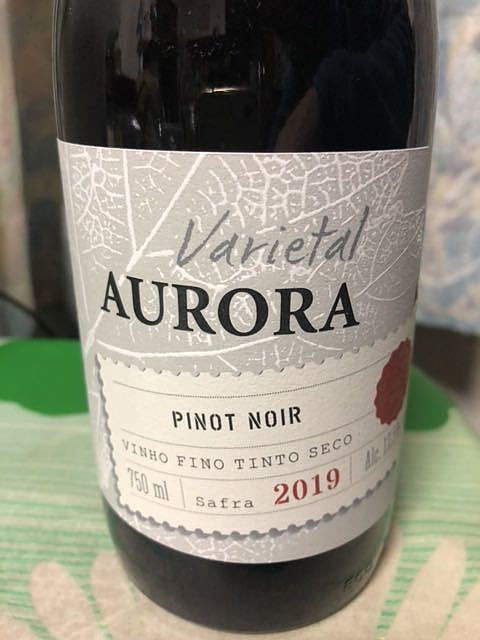 Varietal
AURORA
PINOT NOIR
VINHO FINO TINTO SECO
750 ml
Safra 2019
Alc.